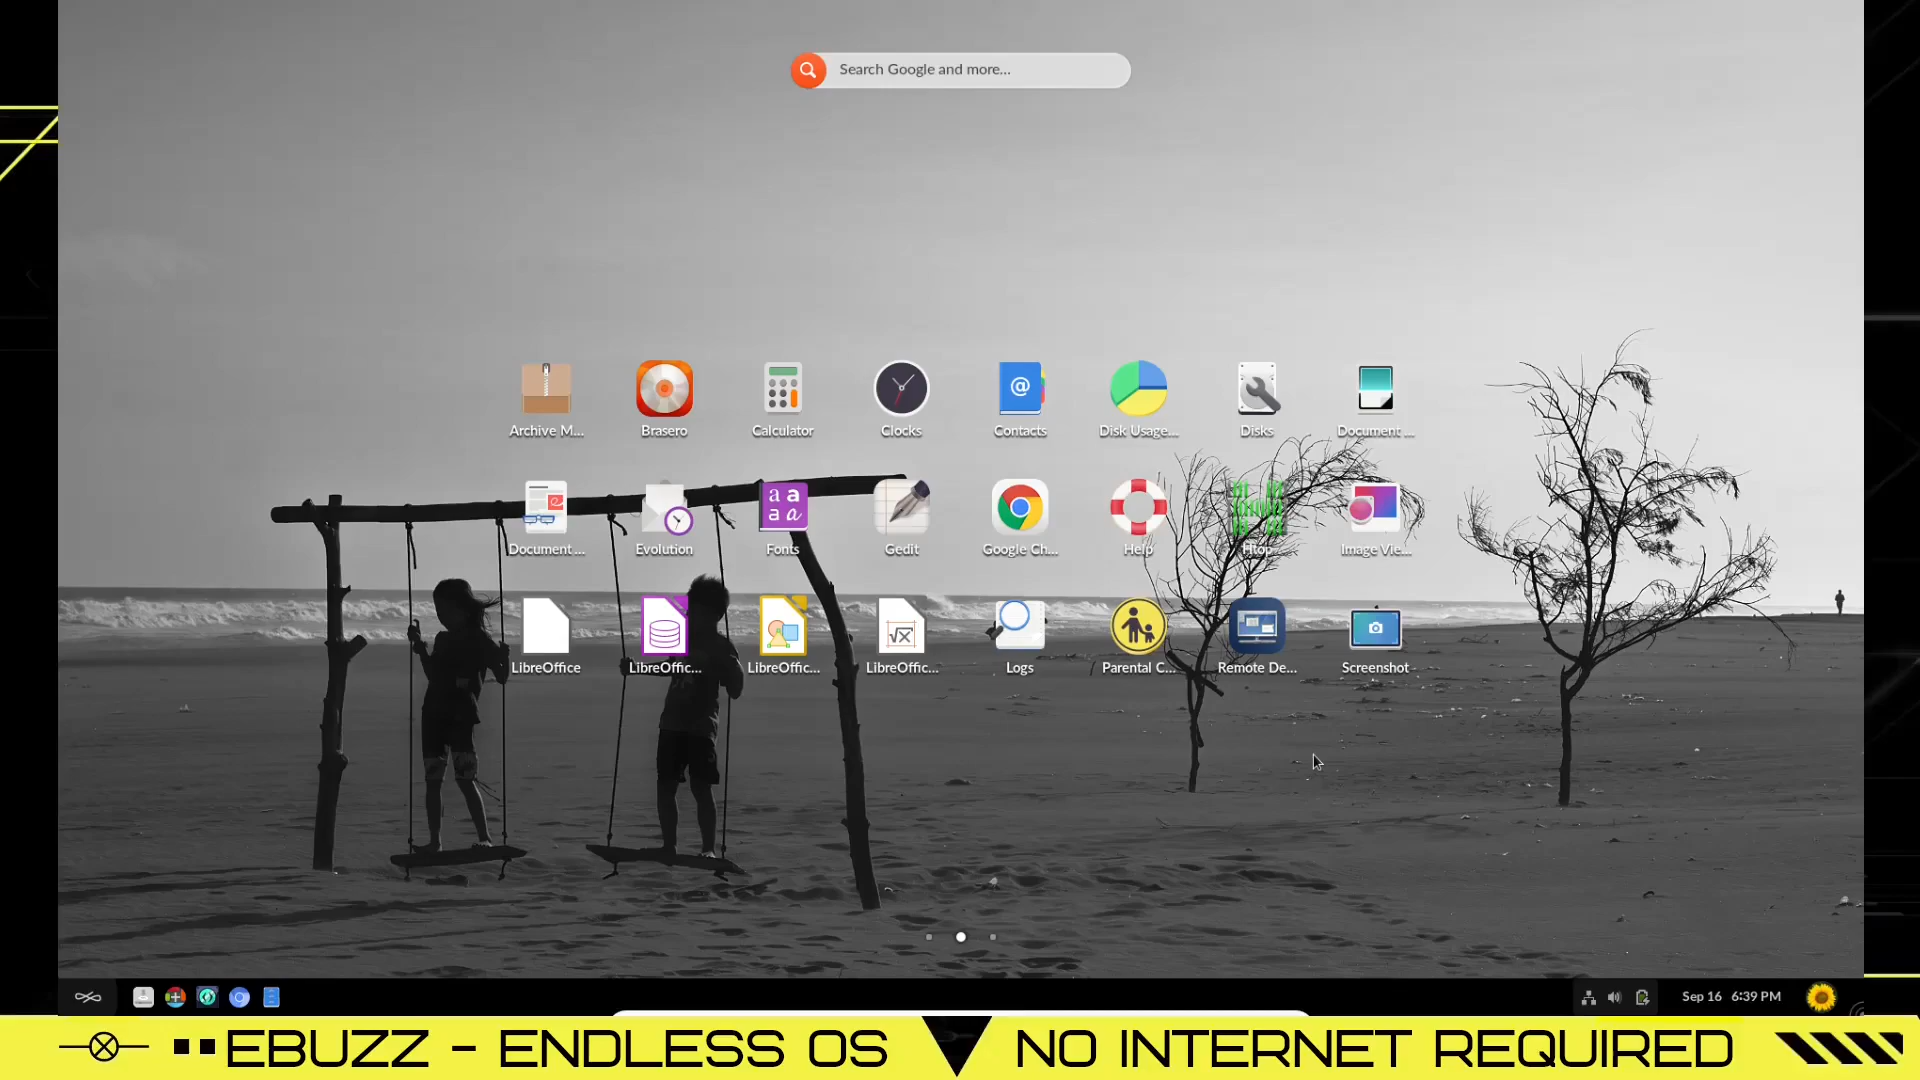 Search Google and more...
Archive M...
Brasero
Calculator
Clocks
Contacts
Disk Usage...
Disks
Document ...
Document ...
Evolution
Fonts
Gedit
Google Ch...
Help
Htop
Image Vie...
LibreOffice
LibreOffic...
LibreOffic...
LibreOffic...
Logs
Parental C...
Remote De...
Screenshot
Sep 16 6:39 PM
EBUZZ - ENDLESS OS
NO INTERNET REQUIRED